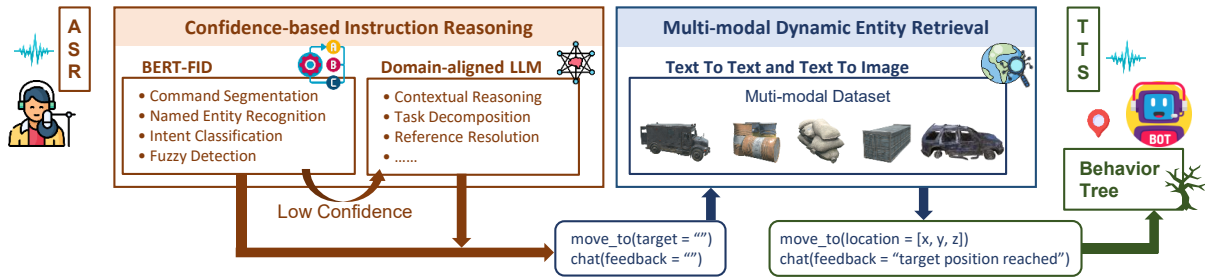 ASR
Confidence-based Instruction Reasoning
BERT-FID
• Command Segmentation
• Named Entity Recognition
• Intent Classification
• Fuzzy Detection
A
B
C
Domain-aligned LLM
• Contextual Reasoning
• Task Decomposition
• Reference Resolution
• ......
Low Confidence
move_to(target = “”)
chat(feedback = “”)
Multi-modal Dynamic Entity Retrieval
Text To Text and Text To Image
Muti-modal Dataset
move_to(location = [x, y, z])
chat(feedback = “target position reached”)
TTS
BOT
Behavior
Tree